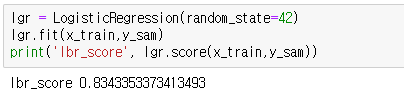 lgr = LogisticRegression(random_state=42)
lgr.fit(x_train,y_sam)
print('lbr_score', lgr.score(x_train,y_sam))
lbr_score 0.8343353373413493